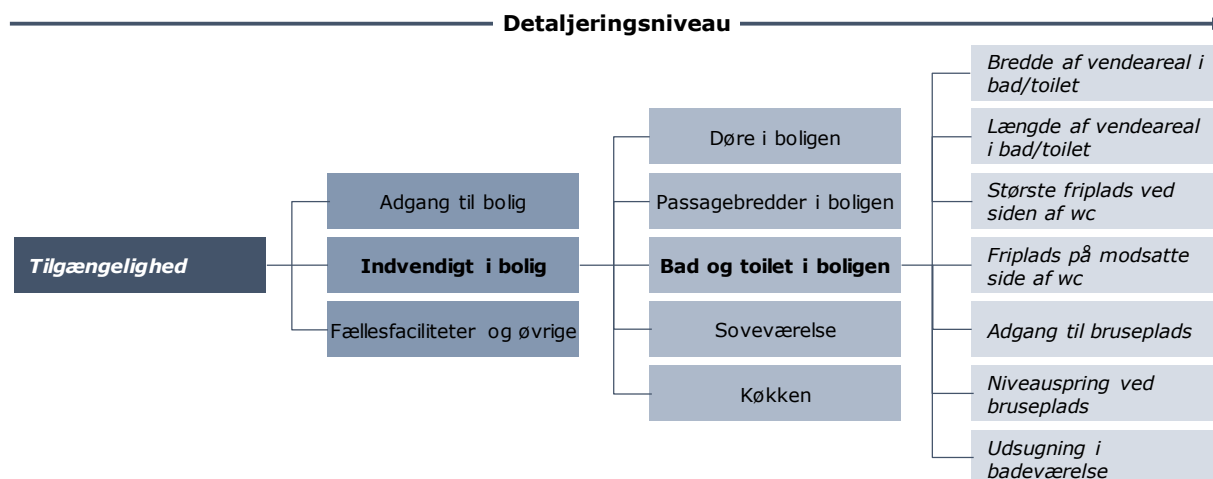 Detaljeringsniveau
Tilgængelighed
Adgang til bolig
Indvendigt i bolig
Fællesfaciliteter og øvrige
Døre i boligen
Passagebredder i boligen
Bad og toilet i boligen
Soveværelse
Køkken
Bredde af vendeareal i
bad/toilet
Længde af vendeareal
i bad/toilet
Største friplads ved
siden af wc
Friplads på modsatte
side af wc
Adgang til bruseplads
Niveauspring ved
bruseplads
Udsugning i
badeværelse